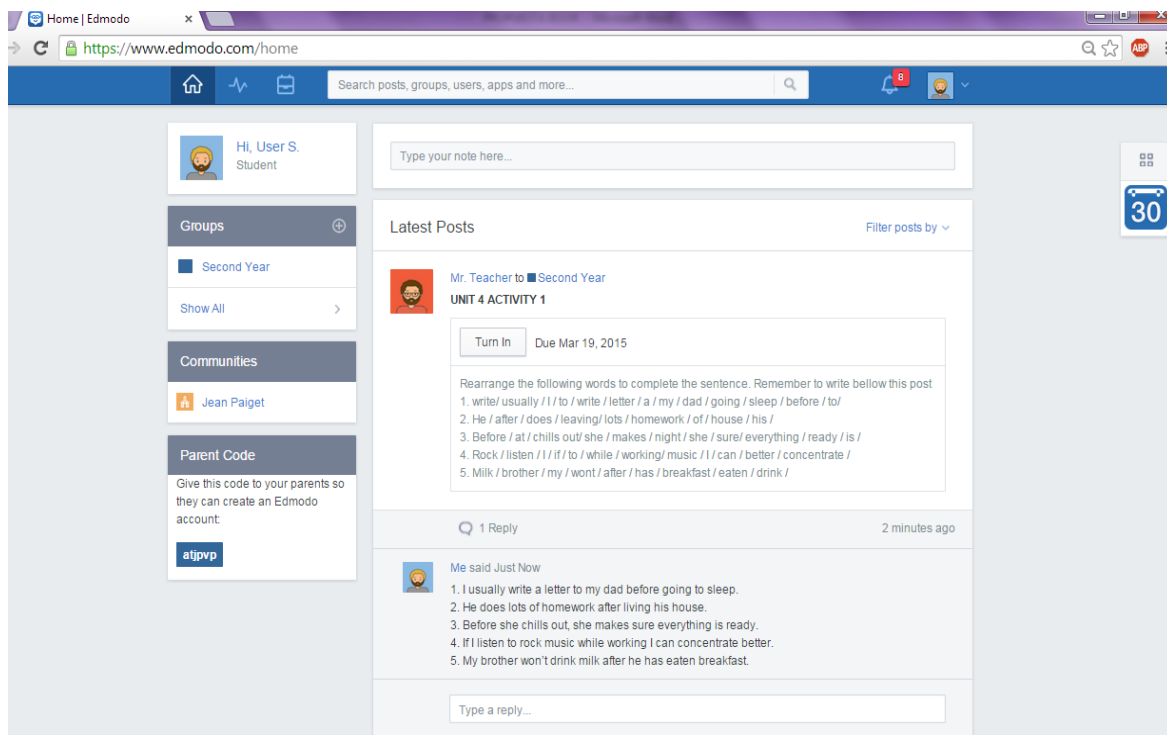 Home | Edmodo
https://www.edmodo.com/home
ABP
Search posts, groups, users, apps and more...
8
Hi, User S.
Student
Type your note here...
30
Groups
Second Year
Show All
Communities
Jean Paiget
Parent Code
Give this code to your parents so
they can create an Edmodo
account:
atjpvp
Latest Posts
Filter posts by
Mr. Teacher to Second Year
UNIT 4 ACTIVITY 1
Turn In
Due Mar 19, 2015
Rearrange the following words to complete the sentence. Remember to write bellow this post
1. write/ usually / I / to / write / letter / a / my / dad / going / sleep / before / to/
2. He / after / does / leaving/ lots / homework / of / house / his /
3. Before / at / chills out/ she / makes / night / she / sure/ everything / ready / is /
4. Rock / listen / I / if / to / while / working/ music / I / can / better / concentrate /
5. Milk / brother / my / wont / after / has / breakfast / eaten / drink /
1 Reply
2 minutes ago
Me said Just Now
1. I usually write a letter to my dad before going to sleep.
2. He does lots of homework after living his house.
3. Before she chills out, she makes sure everything is ready.
4. If I listen to rock music while working I can concentrate better.
5. My brother won't drink milk after he has eaten breakfast.
Type a reply...